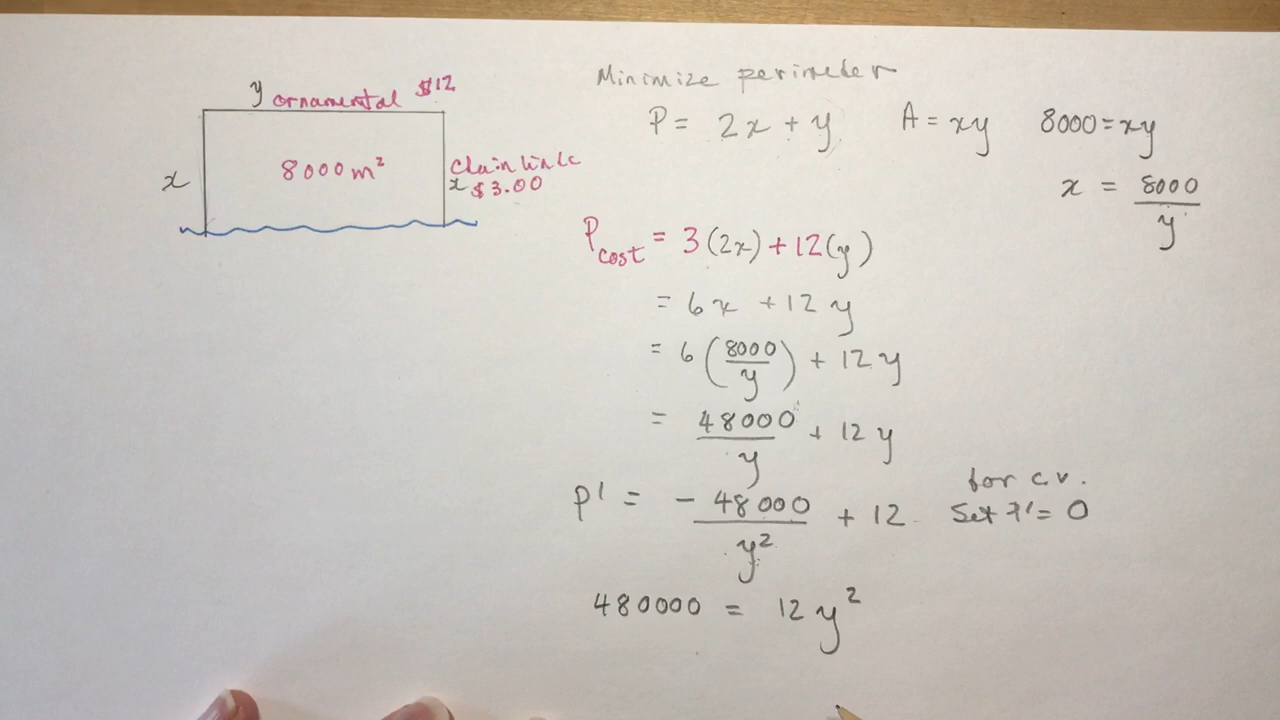 y ornamental $12
x
8000 m²
chain link
x $3.00
Minimize perimeter
P = 2x + y A = xy 8000 = xy
x = 8000/y
P cost = 3(2x) + 12(y)
= 6x + 12y
= 6(8000/y) + 12y
= 48000/y + 12y
P' = - 48000/y² + 12 for c.v. Set P' = 0
480000 = 12y²